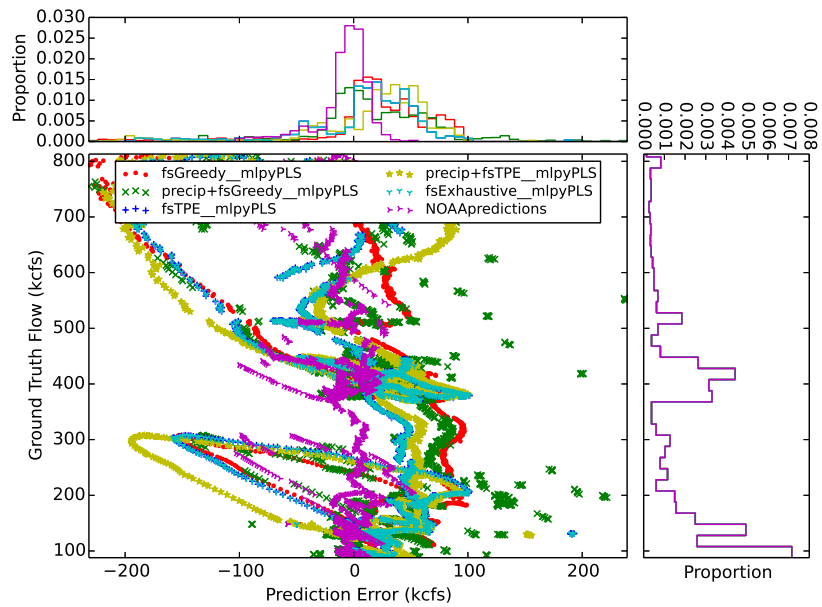 0.030
0.025
0.020
0.015
0.010
0.005
0.000
Proportion
0.000
0.001
0.002
0.003
0.004
0.005
0.006
0.007
0.008
fsGreedy__mlpyPLS
precip+fsGreedy__mlpyPLS
fsTPE__mlpyPLS
precip+fsTPE__mlpyPLS
fsExhaustive__mlpyPLS
NOAApredictions
800
700
600
500
400
300
200
100
Ground Truth Flow (kcfs)
−200
−100
0
100
200
Prediction Error (kcfs)
Proportion